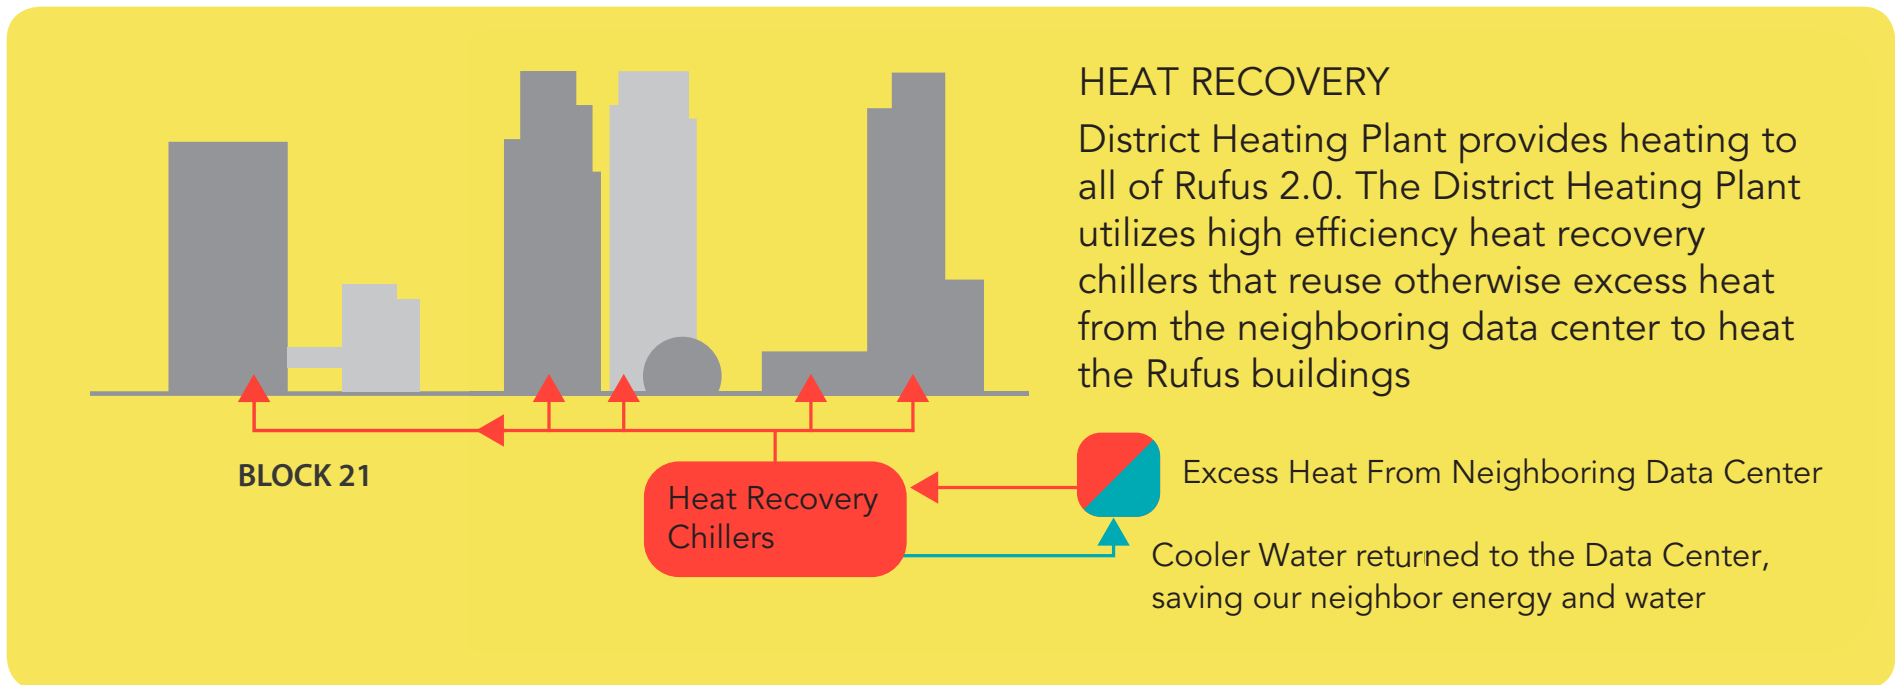 HEAT RECOVERY
District Heating Plant provides heating to
all of Rufus 2.0. The District Heating Plant
utilizes high efficiency heat recovery
chillers that reuse otherwise excess heat
from the neighboring data center to heat
the Rufus buildings
BLOCK 21
Heat Recovery
Chillers
Excess Heat From Neighboring Data Center
Cooler Water returned to the Data Center,
saving our neighbor energy and water